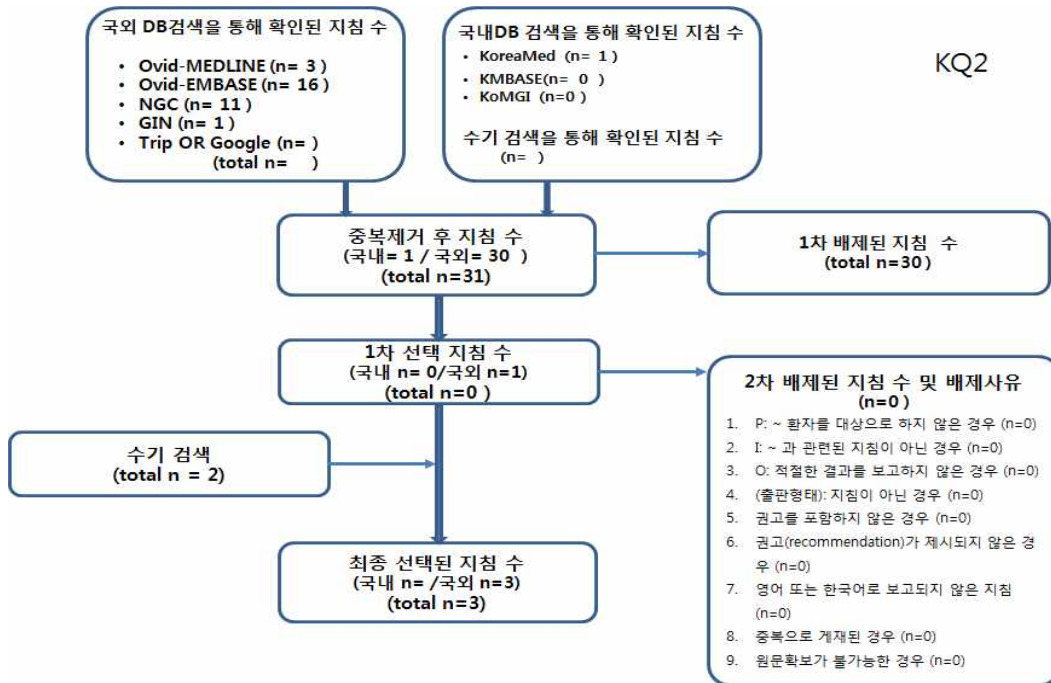 국외 DB검색을 통해 확인된 지침 수
• Ovid-MEDLINE (n= 3 )
• Ovid-EMBASE (n= 16 )
• NGC (n= 11 )
• GIN (n= 1 )
• Trip OR Google (n= )
(total n= )
국내DB 검색을 통해 확인된 지침 수
• KoreaMed (n= 1 )
• KMBASE(n= 0 )
• KoMGI (n=0 )
수기 검색을 통해 확인된 지침 수
(n= )
KQ2
중복제거 후 지침 수
(국내= 1 / 국외= 30 )
(total n=31)
1차 배제된 지침 수
(total n=30 )
1차 선택 지침 수
(국내 n= 0/국외 n=1)
(total n=0 )
2차 배제된 지침 수 및 배제사유
(n=0 )
1. P: ~ 환자를 대상으로 하지 않은 경우 (n=0)
2. I: ~ 과 관련된 지침이 아닌 경우 (n=0)
3. O: 적절한 결과를 보고하지 않은 경우 (n=0)
4. (출판형태): 지침이 아닌 경우 (n=0)
5. 권고를 포함하지 않은 경우 (n=0)
6. 권고(recommendation)가 제시되지 않은 경
우 (n=0)
7. 영어 또는 한국어로 보고되지 않은 지침
(n=0)
8. 중복으로 게재된 경우 (n=0)
9. 원문확보가 불가능한 경우 (n=0)
수기 검색
(total n = 2)
최종 선택된 지침 수
(국내 n= /국외 n=3)
(total n=3)